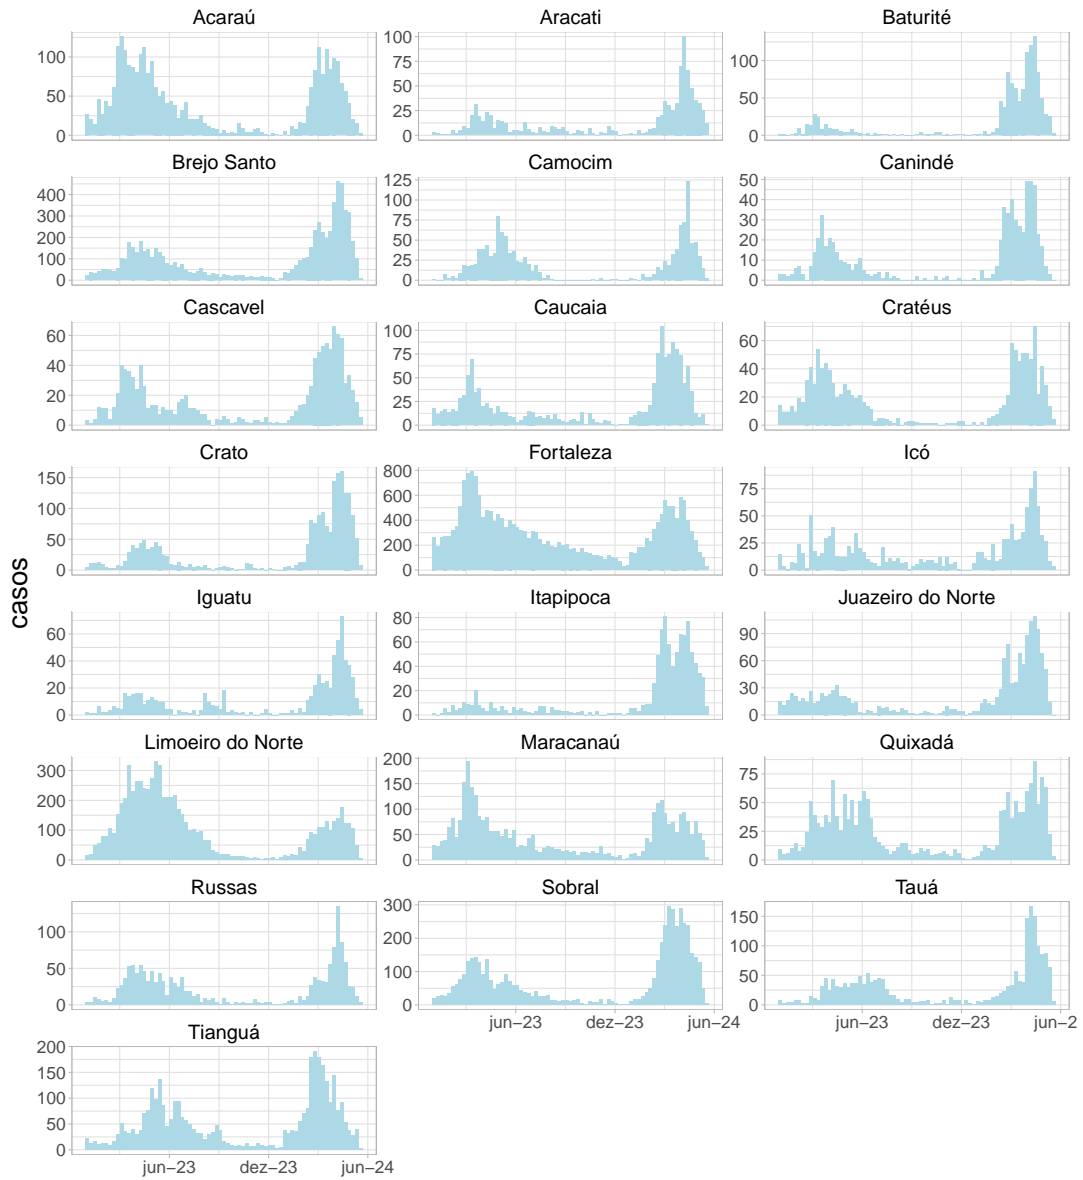 Acaraú Aracati Baturité
100 50 0
100 75 50 25 0
100 50 0
Brejo Santo Camocim Canindé
400 300 200 100 0
125 100 75 50 25 0
50 40 30 20 10 0
Cascavel Caucaia Cratéus
60 40 20 0
100 75 50 25 0
60 40 20 0
Crato Fortaleza Icó
150 100 50 0
800 600 400 200 0
75 50 25 0
casos
Iguatu Itapipoca Juazeiro do Norte
60 40 20 0
80 60 40 20 0
90 60 30 0
Limoeiro do Norte Maracanaú Quixadá
300 200 100 0
200 150 100 50 0
75 50 25 0
Russas Sobral Tauá
100 50 0
300 200 100 0
150 100 50 0
jun−23 dez−23 jun−24 jun−23 dez−23 jun−2
Tianguá
200 150 100 50 0
jun−23 dez−23 jun−24